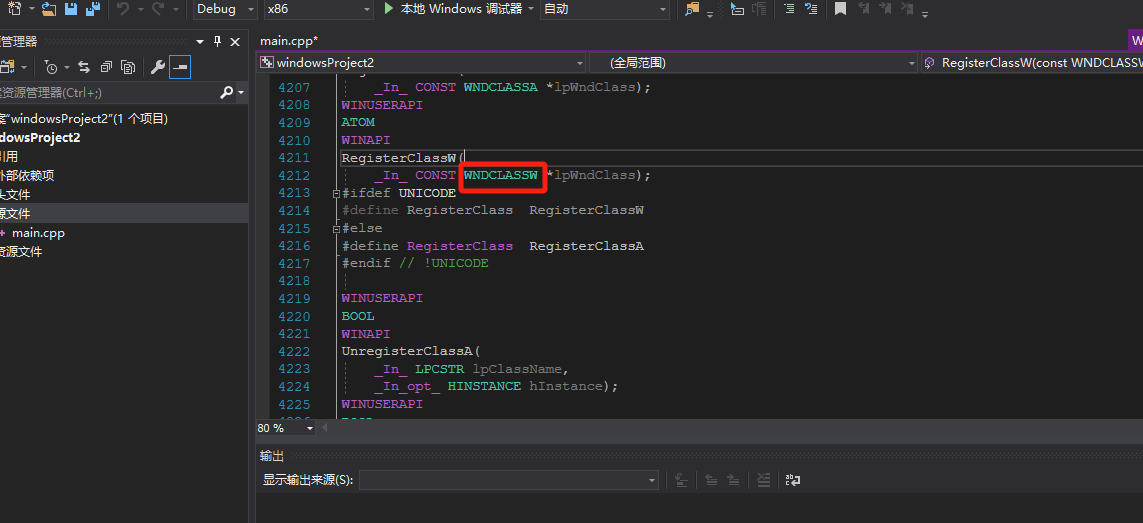 Debug
x86
本地 Windows 调试器
自动
管理器
main.cpp*
windowsProject2
(全局范围)
RegisterClassW(const WNDCLASSW
资源管理器(Ctrl+;)
案"windowsProject2"(1 个项目)
dowsProject2
引用
外部依赖项
头文件
源文件
main.cpp
资源文件
4207 _In_ CONST WNDCLASSA *lpWndClass);
4208 WINUSERAPI
4209 ATOM
4210 WINAPI
4211 RegisterClassW(
4212 _In_ CONST WNDCLASSW *lpWndClass);
4213 #ifdef UNICODE
4214 #define RegisterClass  RegisterClassW
4215 #else
4216 #define RegisterClass  RegisterClassA
4217 #endif // !UNICODE
4218
4219 WINUSERAPI
4220 BOOL
4221 WINAPI
4222 UnregisterClassA(
4223 _In_ LPCSTR lpClassName,
4224 _In_opt_ HINSTANCE hInstance);
4225 WINUSERAPI
80 %
输出
显示输出来源(S):